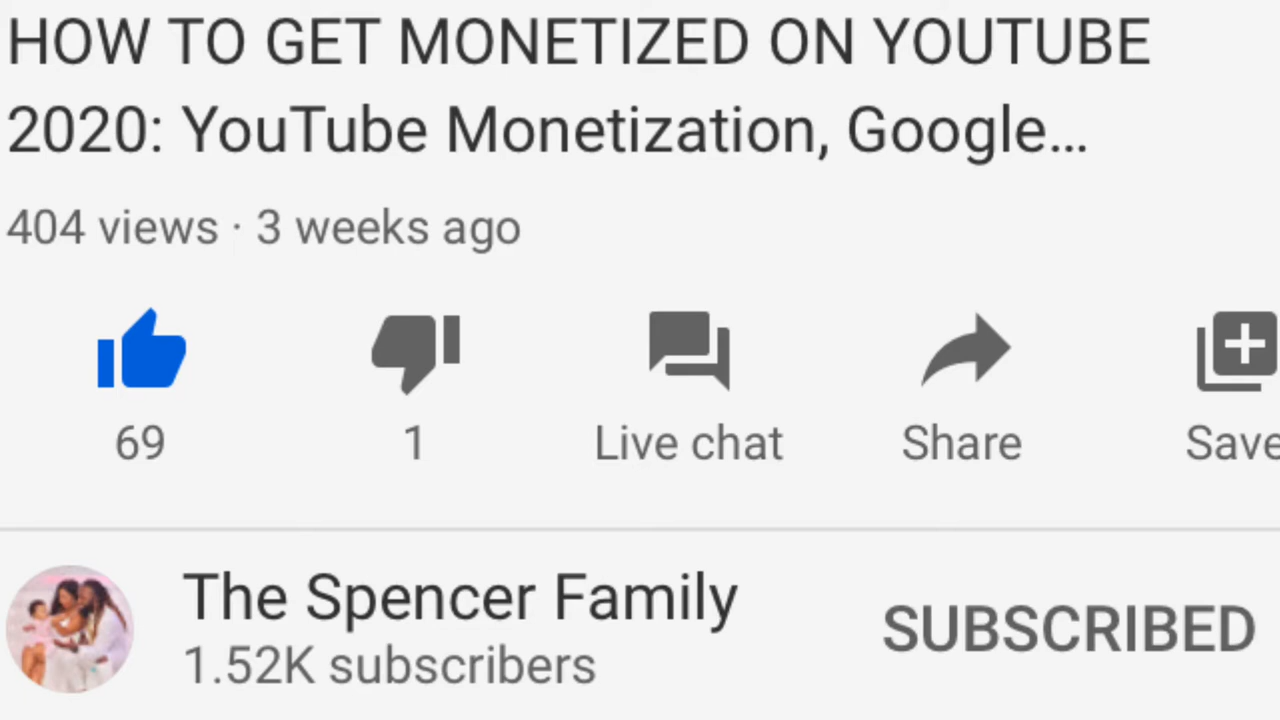 HOW TO GET MONETIZED ON YOUTUBE
2020: YouTube Monetization, Google...
404 views · 3 weeks ago
69 1 Live chat Share Save
The Spencer Family
SUBSCRIBED
1.52K subscribers